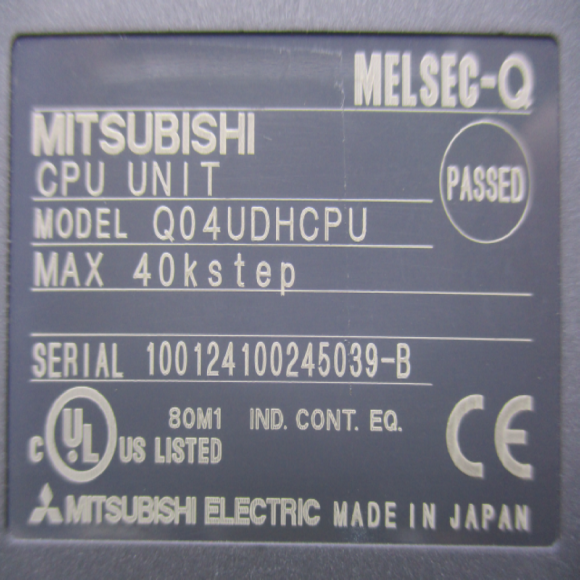 MELSEC-Q
MITSUBISHI
CPU UNIT
PASSED
MODEL Q04UDHCPU
MAX 40kstep
SERIAL 100124100245039-B
80M1 IND. CONT. EQ.
C UL US LISTED
CE
MITSUBISHI ELECTRIC MADE IN JAPAN